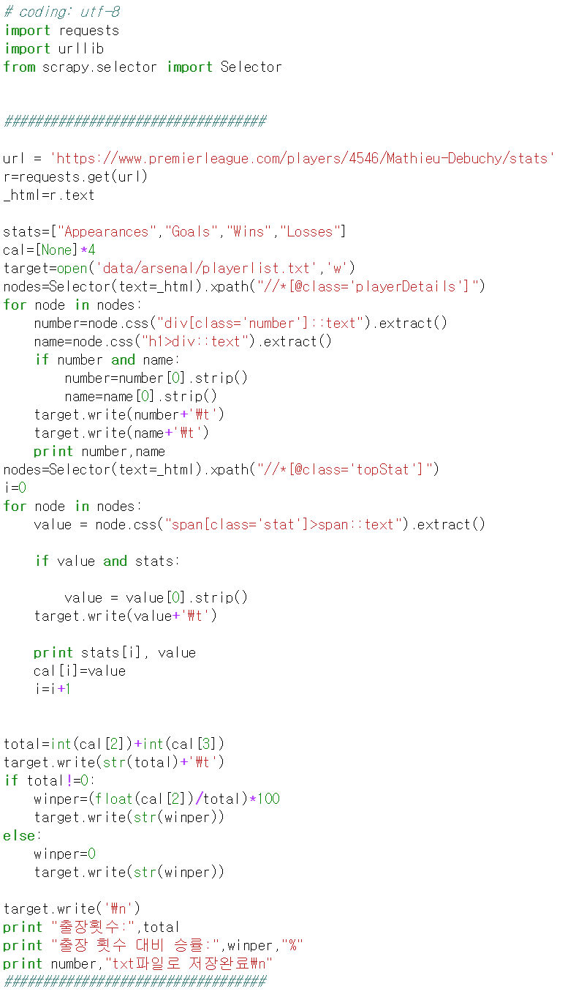 # coding: utf-8
import requests
import urllib
from scrapy.selector import Selector
##################################
url = 'https://www.premierleague.com/players/4546/Mathieu-Debuchy/stats'
r=requests.get(url)
_html=r.text
stats=["Appearances","Goals","Wins","Losses"]
cal=[None]*4
target=open('data/arsenal/playerlist.txt','w')
nodes=Selector(text=_html).xpath("//*[@class='playerDetails']")
for node in nodes:
    number=node.css("div[class='number']::text").extract()
    name=node.css("h1>div::text").extract()
    if number and name:
        number=number[0].strip()
        name=name[0].strip()
    target.write(number+'₩t')
    target.write(name+'₩t')
    print number,name
nodes=Selector(text=_html).xpath("//*[@class='topStat']")
i=0
for node in nodes:
    value = node.css("span[class='stat']>span::text").extract()
    if value and stats:
        value = value[0].strip()
    target.write(value+'₩t')
    print stats[i], value
    cal[i]=value
    i=i+1
total=int(cal[2])+int(cal[3])
target.write(str(total)+'₩t')
if total!=0:
    winper=(float(cal[2])/total)*100
    target.write(str(winper))
else:
    winper=0
    target.write(str(winper))
target.write('₩n')
print "출장횟수:",total
print "출장 횟수 대비 승률:",winper,"%"
print number,"txt파일로 저장완료₩n"
##################################